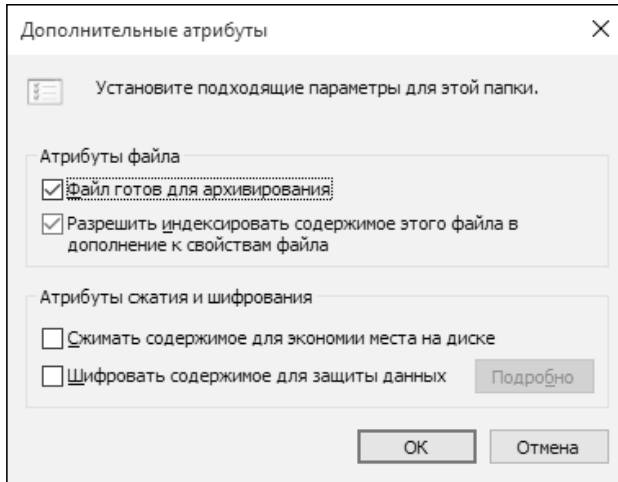 Дополнительные атрибуты
Установите подходящие параметры для этой папки.
Атрибуты файла
Файл готов для архивирования
Разрешить индексировать содержимое этого файла в
дополнение к свойствам файла
Атрибуты сжатия и шифрования
Сжимать содержимое для экономии места на диске
Шифровать содержимое для защиты данных
Подробно
ОК
Отмена